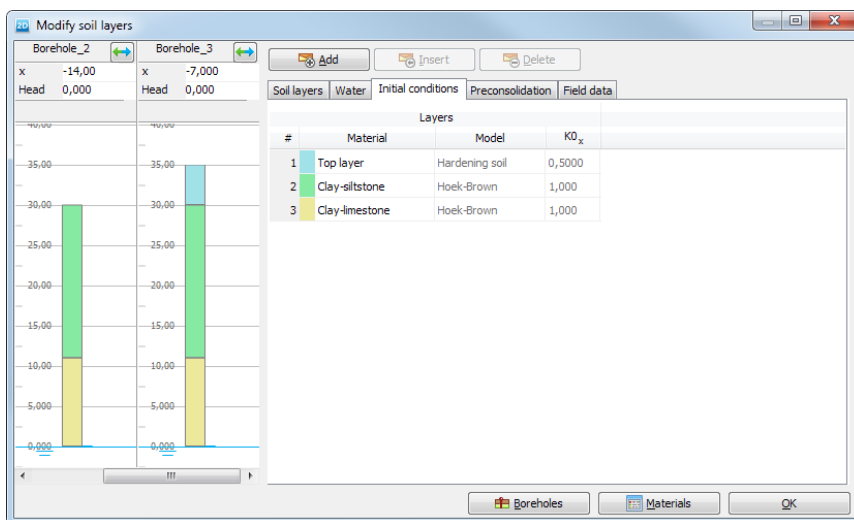 2D Modify soil layers
Borehole_2 Borehole_3
x -14,00 x -7,000
Head 0,000 Head 0,000
Add Insert Delete
Soil layers Water Initial conditions Preconsolidation Field data
Layers
# Material Model K0x
1 Top layer Hardening soil 0,5000
2 Clay-siltstone Hoek-Brown 1,000
3 Clay-limestone Hoek-Brown 1,000
40,00 40,00
35,00 35,00
30,00 30,00
25,00 25,00
20,00 20,00
15,00 15,00
10,00 10,00
5,000 5,000
0,000 0,000
Boreholes Materials OK